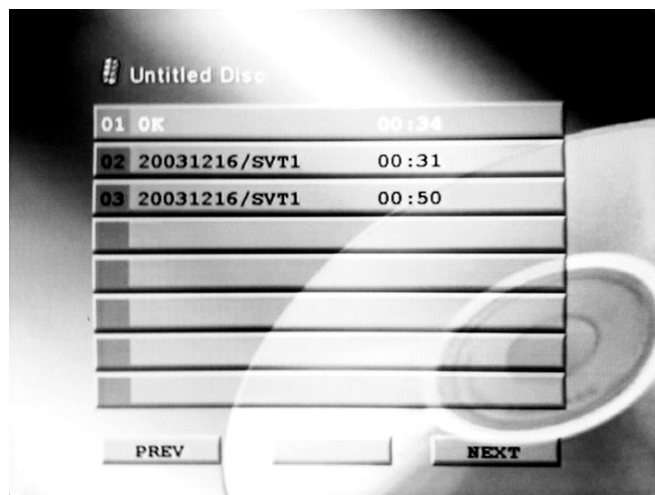 Untitled Disc
01 OK 00:34
02 20031216/SVT1 00:31
03 20031216/SVT1 00:50
PREV NEXT